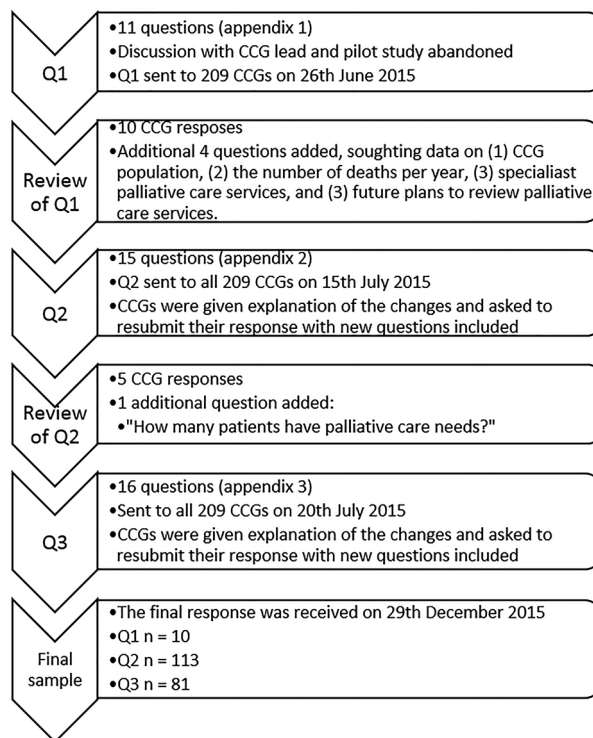 Q1
•11 questions (appendix 1)
•Discussion with CCG lead and pilot study abandoned
•Q1 sent to 209 CCGs on 26th June 2015
Review
of Q1
•10 CCG resposes
•Additional 4 questions added, soughting data on (1) CCG
population, (2) the number of deaths per year, (3) specialiast
palliative care services, and (3) future plans to review palliative
care services.
Q2
•15 questions (appendix 2)
•Q2 sent to all 209 CCGs on 15th July 2015
•CCGs were given explanation of the changes and asked to
resubmit their response with new questions included
Review
of Q2
•5 CCG responses
•1 additional question added:
•"How many patients have palliative care needs?"
Q3
•16 questions (appendix 3)
•Sent to all 209 CCGs on 20th July 2015
•CCGs were given explanation of the changes and asked to
resubmit their response with new questions included
Final
sample
•The final response was received on 29th December 2015
•Q1 n = 10
•Q2 n = 113
•Q3 n = 81